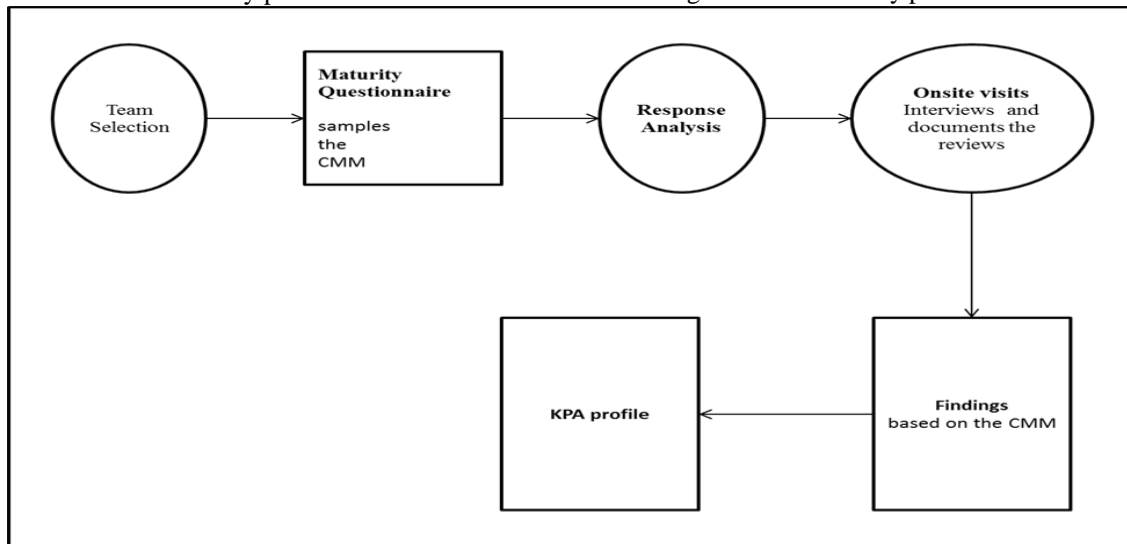 Team
Selection
Maturity
Questionnaire
samples
the
CMM
Response
Analysis
Onsite visits
Interviews and
documents the
reviews
KPA profile
Findings
based on the CMM